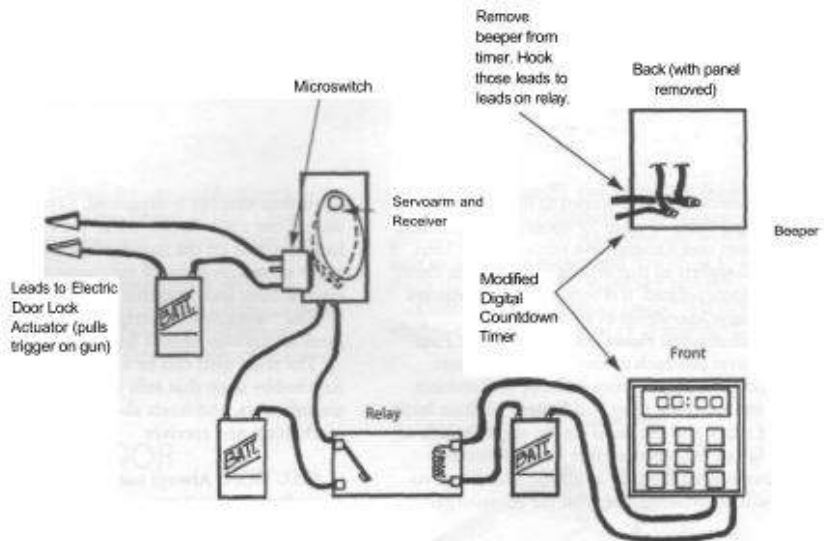 Remove
beeper from
timer. Hook
those leads to
leads on relay.
Back (with panel
removed)
Microswitch
Servoarm and
Receiver
Beeper
Leads to Electric
Door Lock
Actuator (pulls
trigger on gun)
BATT.
Modified
Digital
Countdown
Timer
Front
Relay
00:00
BATT.
BATT.